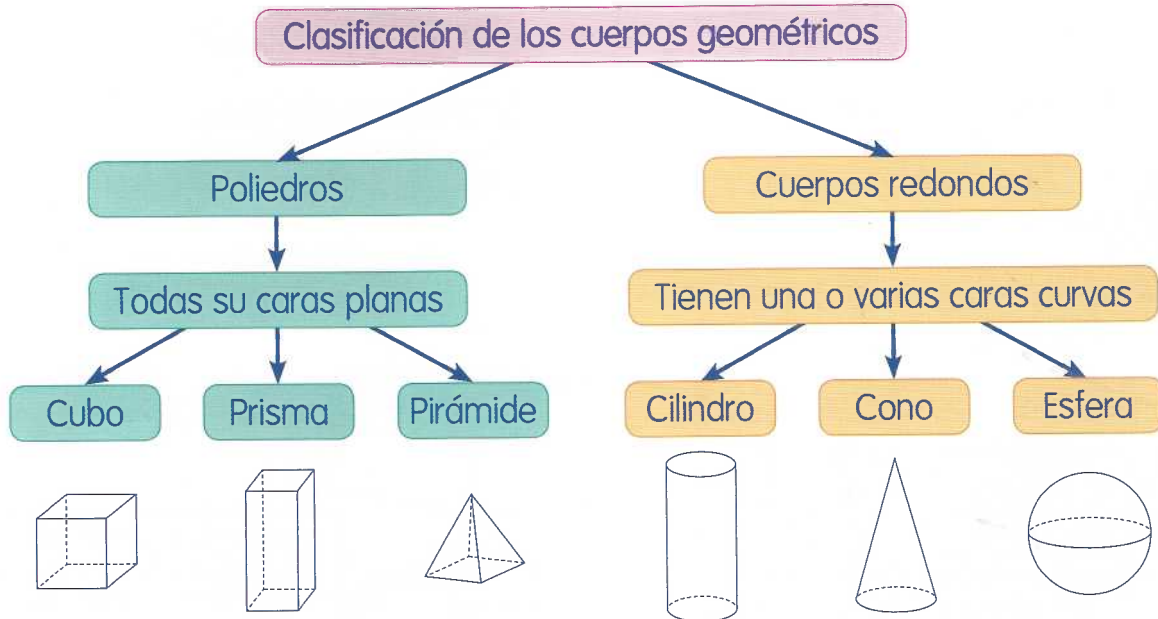 Clasificación de los cuerpos geométricos
Poliedros
Cuerpos redondos
Todas su caras planas
Tienen una o varias caras curvas
Cubo
Prisma
Pirámide
Cilindro
Cono
Esfera